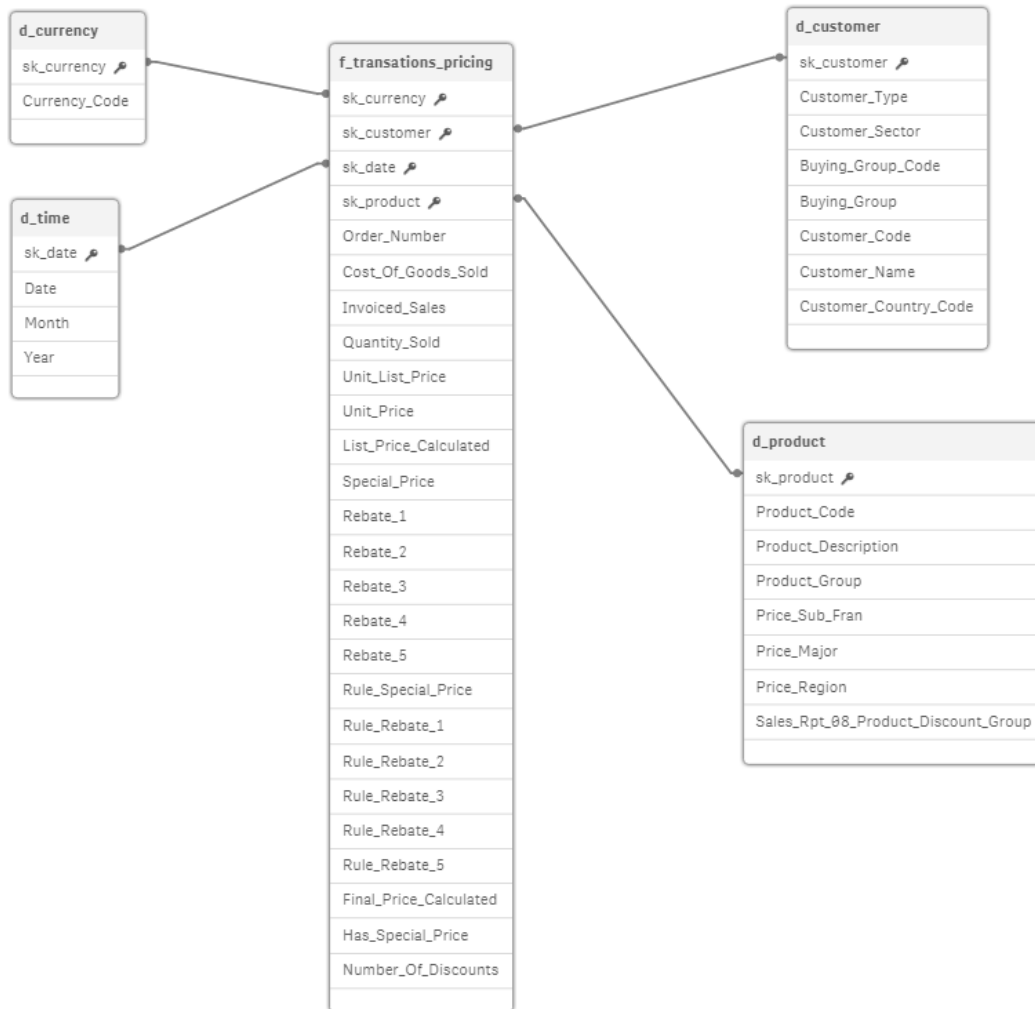 d_currency
sk_currency
Currency_Code
d_time
sk_date
Date
Month
Year
f_transations_pricing
sk_currency
sk_customer
sk_date
sk_product
Order_Number
Cost_Of_Goods_Sold
Invoiced_Sales
Quantity_Sold
Unit_List_Price
Unit_Price
List_Price_Calculated
Special_Price
Rebate_1
Rebate_2
Rebate_3
Rebate_4
Rebate_5
Rule_Special_Price
Rule_Rebate_1
Rule_Rebate_2
Rule_Rebate_3
Rule_Rebate_4
Rule_Rebate_5
Final_Price_Calculated
Has_Special_Price
Number_Of_Discounts
d_customer
sk_customer
Customer_Type
Customer_Sector
Buying_Group_Code
Buying_Group
Customer_Code
Customer_Name
Customer_Country_Code
d_product
sk_product
Product_Code
Product_Description
Product_Group
Price_Sub_Fran
Price_Major
Price_Region
Sales_Rpt_08_Product_Discount_Group